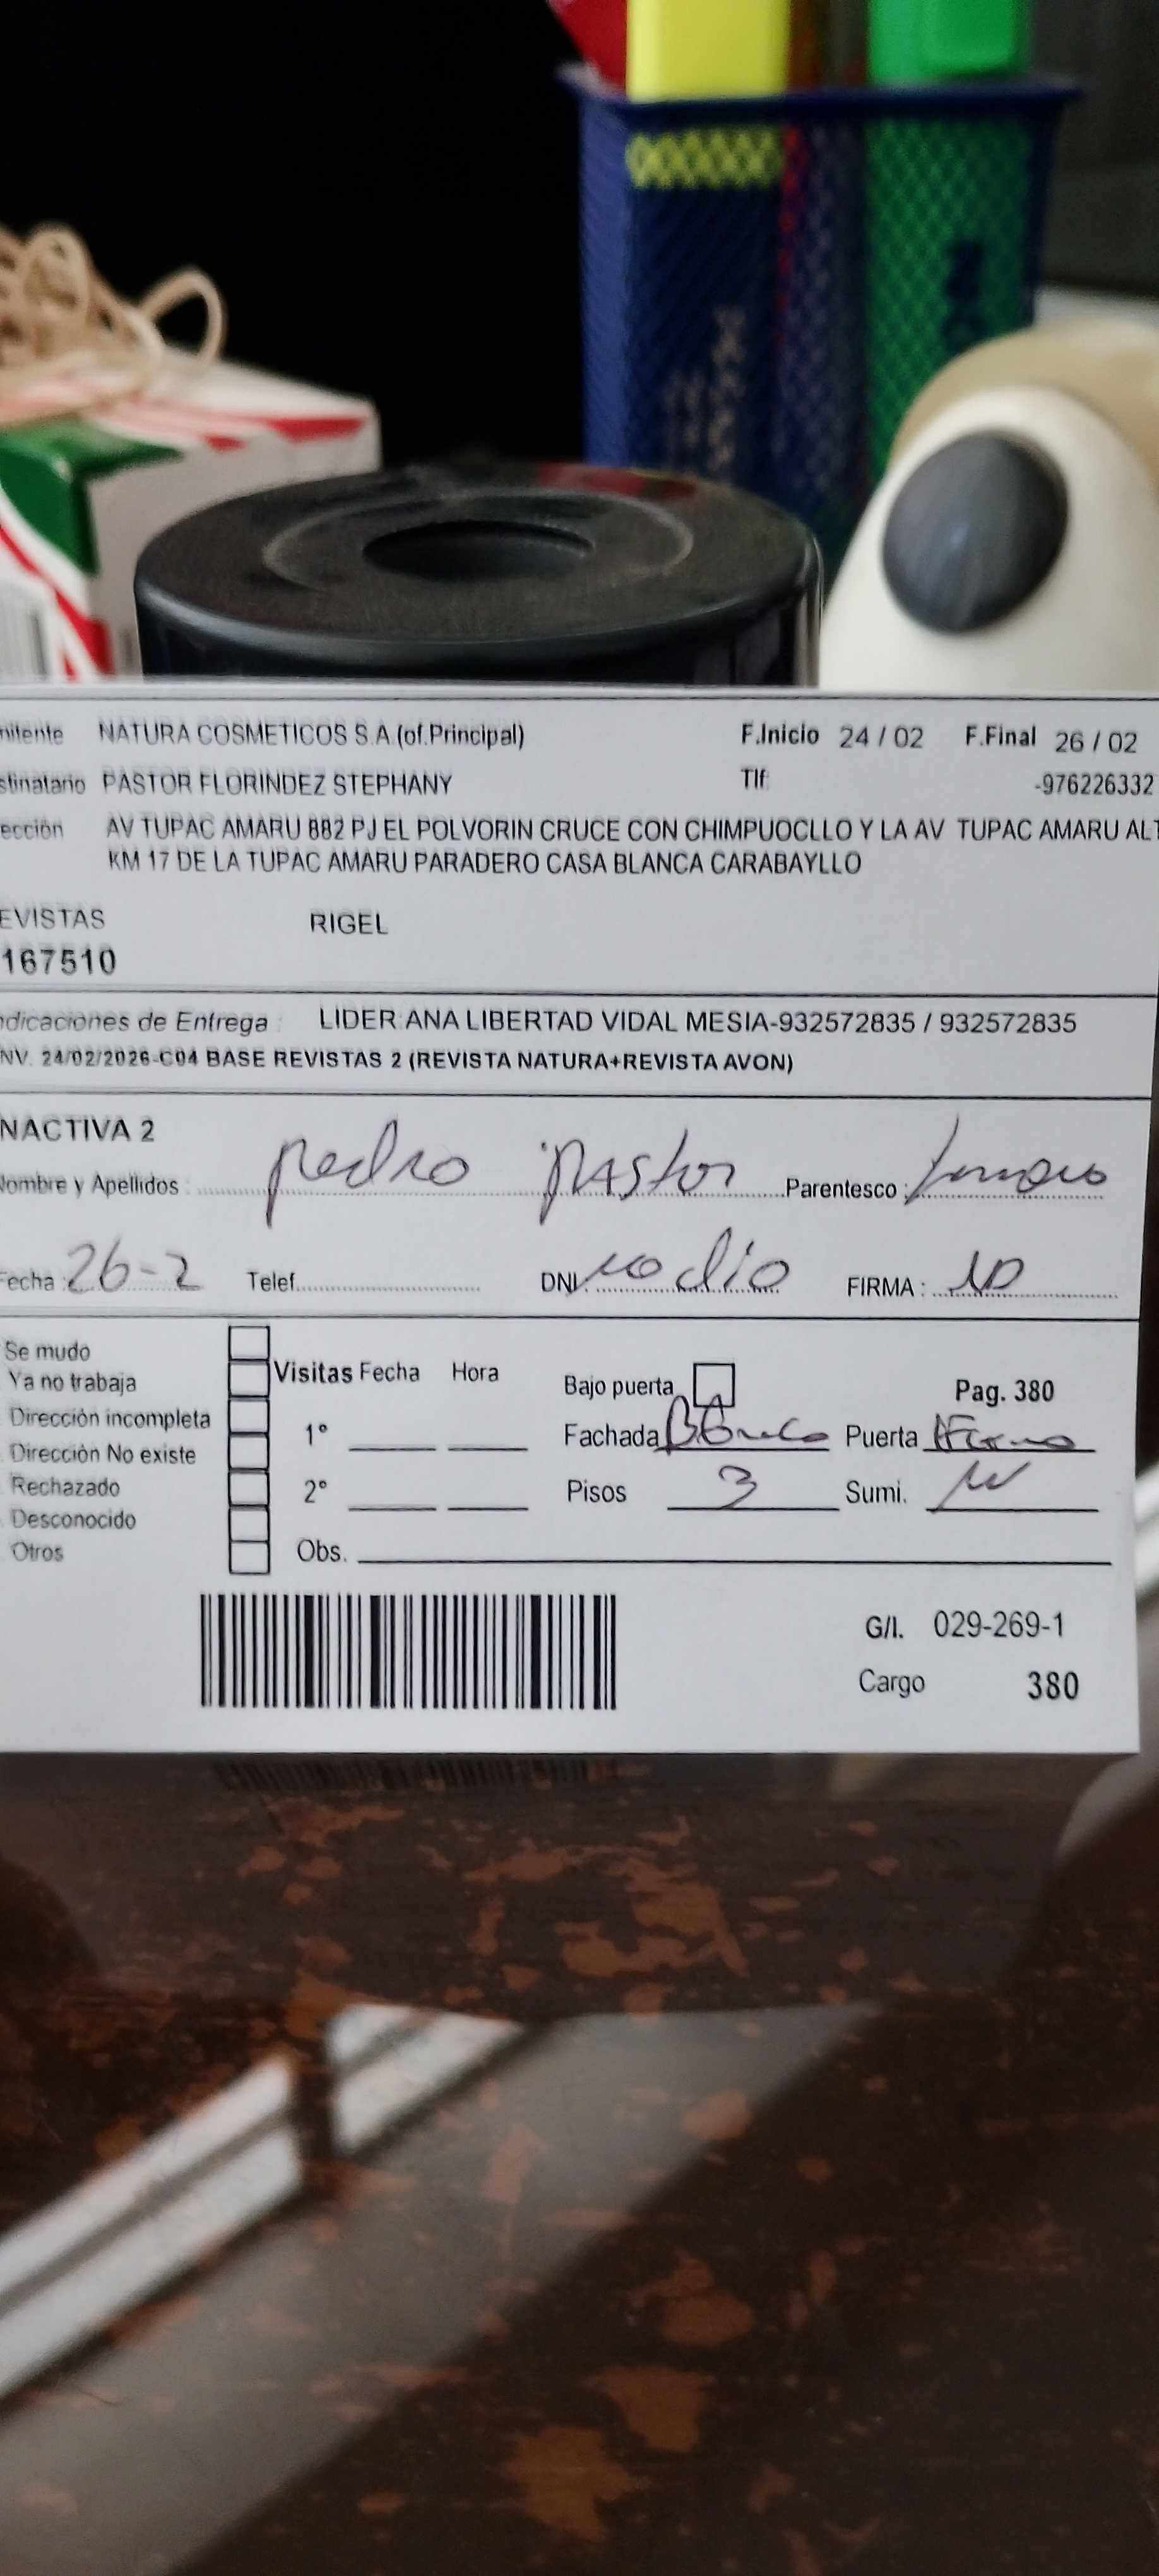 mitente NATURA COSMETICOS S.A.(of.Principal) F.Inicio 24 / 02 F.Final 26 / 02
stinatario PASTOR FLORINDEZ STEPHANY Tlf: -976226332
ección AV TUPAC AMARU 882 PJ EL POLVORIN CRUCE CON CHIMPUOCLLO Y LA AV TUPAC AMARU ALT
KM 17 DE LA TUPAC AMARU PARADERO CASA BLANCA CARABAYLLO
EVISTAS RIGEL
167510
ndicaciones de Entrega : LIDER:ANA LIBERTAD VIDAL MESIA-932572835 / 932572835
NV. 24/02/2026-C04 BASE REVISTAS 2 (REVISTA NATURA+REVISTA AVON)
NACTIVA 2
Nombre y Apellidos : pedro pastor Parentesco :
Fecha : 26-2 Telef. DNI: no dio FIRMA :
Se mudo
Ya no trabaja Visitas Fecha Hora Bajo puerta Pag. 380
Dirección incompleta 1° Fachada Blanco Puerta Fierro
Dirección No existe
Rechazado 2° Pisos 3 Sumi.
Desconocido
Otros Obs.
G/I. 029-269-1
Cargo 380